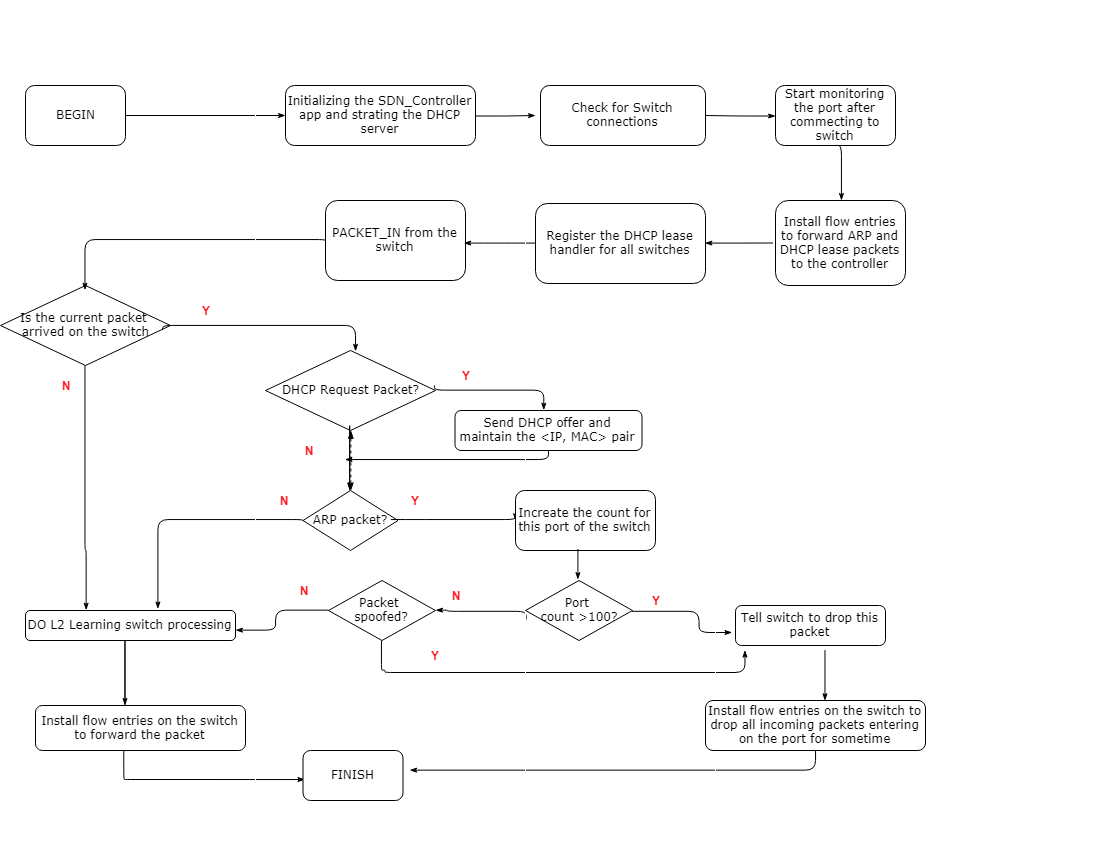 BEGIN
Initializing the SDN_Controller
app and strating the DHCP
server
Check for Switch
connections
Start monitoring
the port after
commecting to
switch
PACKET_IN from the
switch
Register the DHCP lease
handler for all switches
Install flow entries
to forward ARP and
DHCP lease packets
to the controller
Is the current packet
arrived on the switch
Y
N
DHCP Request Packet?
Y
Send DHCP offer and
maintain the <IP, MAC> pair
N
N
ARP packet?
Y
Increate the count for
this port of the switch
N
Packet
spoofed?
N
Port
count >100?
Y
Tell switch to drop this
packet
DO L2 Learning switch processing
Y
Install flow entries on the switch
to forward the packet
Install flow entries on the switch to
drop all incoming packets entering
on the port for sometime
FINISH